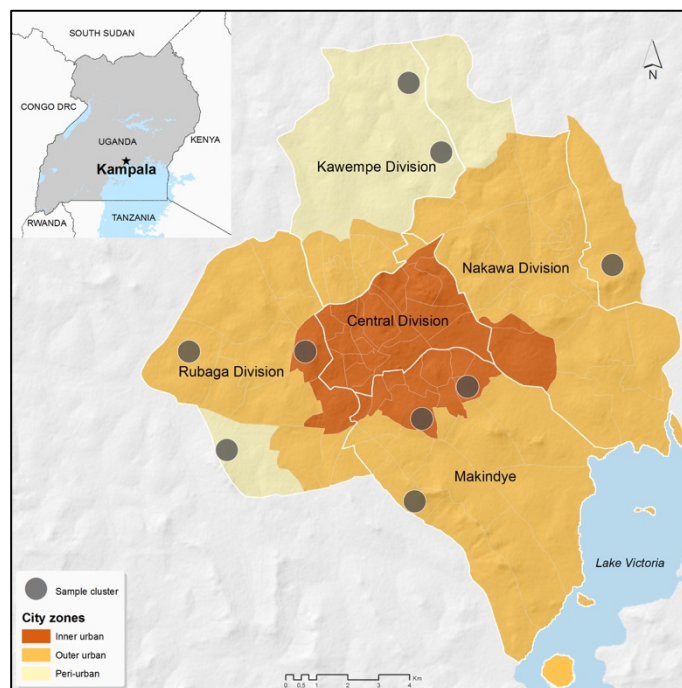 SOUTH SUDAN
CONGO DRC
UGANDA
KENYA
Kampala
RWANDA
TANZANIA
N
Kawempe Division
Nakawa Division
Central Division
Rubaga Division
Makindye
Lake Victoria
Sample cluster
City zones
Inner urban
Outer urban
Peri-urban
0 0.5 1 2 3 4 Km